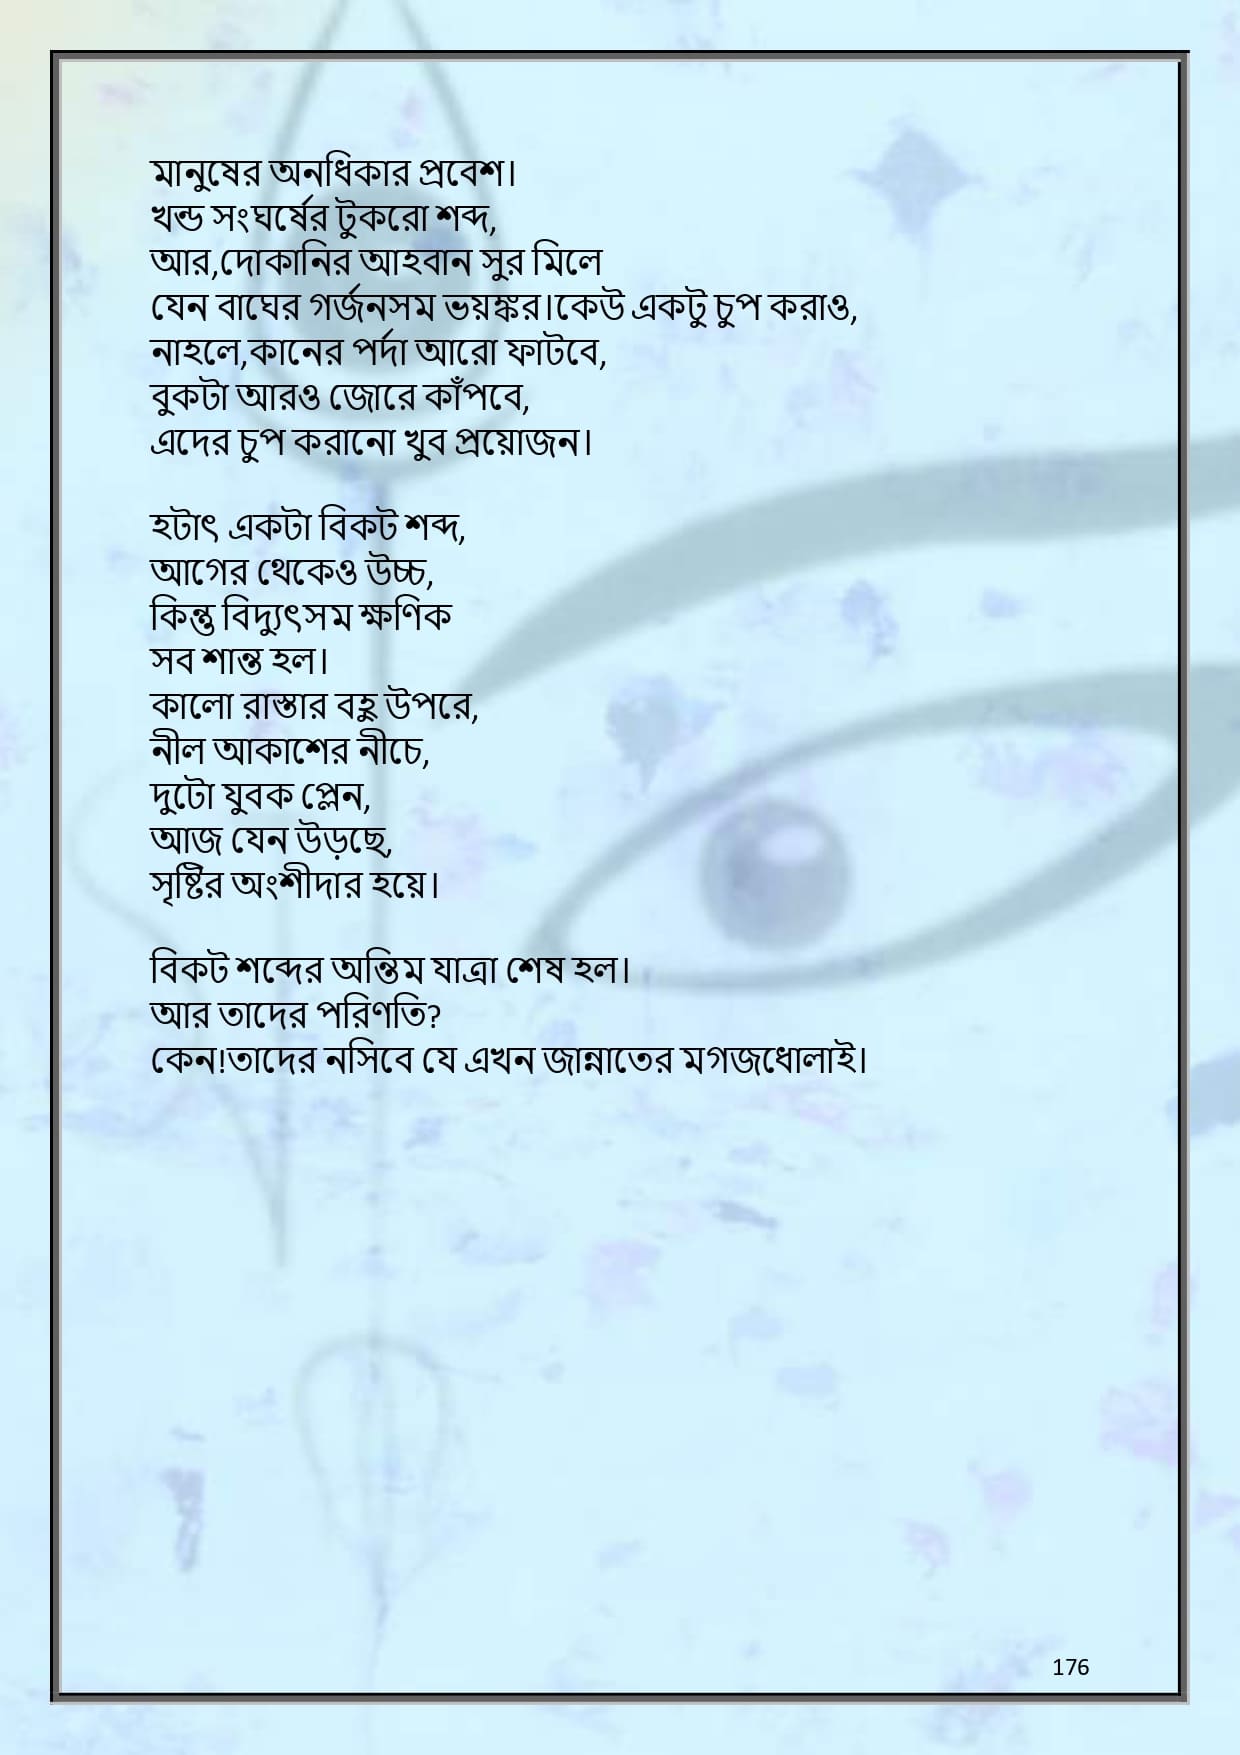 মানুষের অনধিকার প্রবেশ।
খন্ড সংঘর্ষের টুকরো শব্দ,
আর,দোকানির আহবান সুর মিলে
যেন বাঘের গর্জনসম ভয়ঙ্কর।কেউ একটু চুপ করাও,
নাহলে,কানের পর্দা আরো ফাটবে,
বুকটা আরও জোরে কাঁপবে,
এদের চুপ করানো খুব প্রয়োজন।

হটাৎ একটা বিকট শব্দ,
আগের থেকেও উচ্চ,
কিন্তু বিদ্যুৎসম ক্ষণিক
সব শান্ত হল।
কালো রাস্তার বহু উপরে,
নীল আকাশের নীচে,
দুটো যুবক প্লেন,
আজ যেন উড়ছে,
সৃষ্টির অংশীদার হয়ে।

বিকট শব্দের অন্তিম যাত্রা শেষ হল।
আর তাদের পরিণতি?
কেন!তাদের নসিবে যে এখন জান্নাতের মগজধোলাই।
176